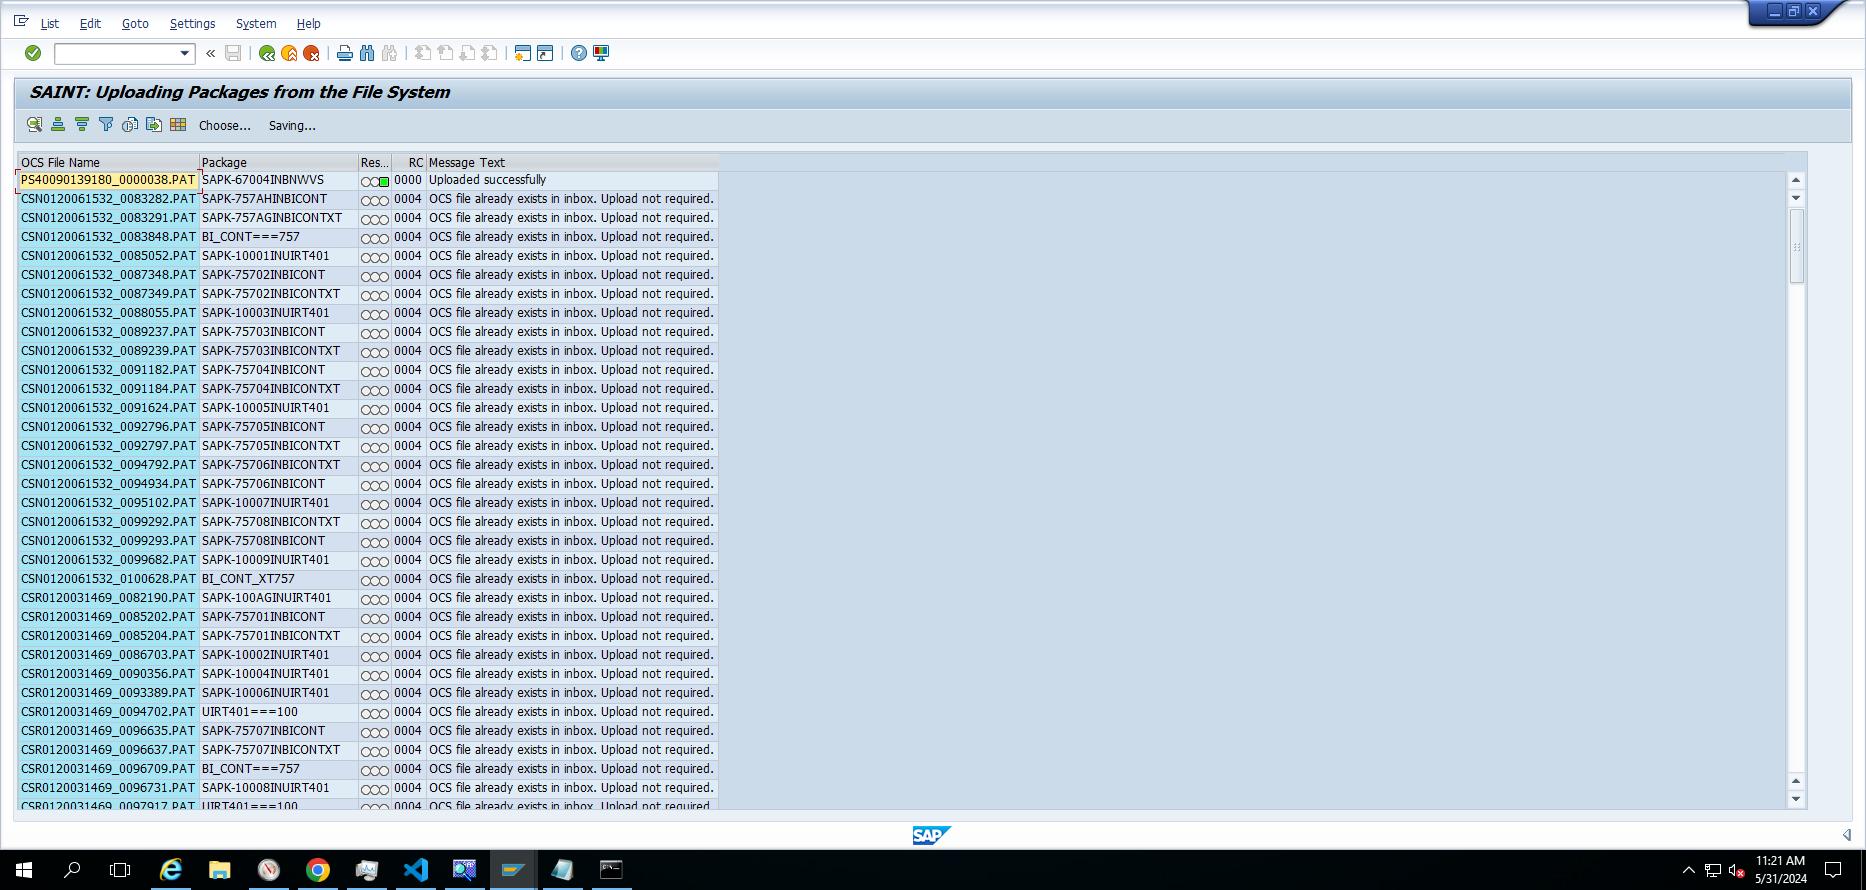 List Edit Goto Settings System Help
SAINT: Uploading Packages from the File System
Choose... Saving...
OCS File Name Package Res... RC Message Text
PS40090139180_0000038.PAT SAPK-67004INBNWVS 0000 Uploaded successfully
CSN0120061532_0083282.PAT SAPK-757AHINBICONT 0004 OCS file already exists in inbox. Upload not required.
CSN0120061532_0083291.PAT SAPK-757AGINBICONTXT 0004 OCS file already exists in inbox. Upload not required.
CSN0120061532_0083848.PAT BI_CONT===757 0004 OCS file already exists in inbox. Upload not required.
CSN0120061532_0085052.PAT SAPK-10001INUIRT401 0004 OCS file already exists in inbox. Upload not required.
CSN0120061532_0087348.PAT SAPK-75702INBICONT 0004 OCS file already exists in inbox. Upload not required.
CSN0120061532_0087349.PAT SAPK-75702INBICONTXT 0004 OCS file already exists in inbox. Upload not required.
CSN0120061532_0088055.PAT SAPK-10003INUIRT401 0004 OCS file already exists in inbox. Upload not required.
CSN0120061532_0089237.PAT SAPK-75703INBICONT 0004 OCS file already exists in inbox. Upload not required.
CSN0120061532_0089239.PAT SAPK-75703INBICONTXT 0004 OCS file already exists in inbox. Upload not required.
CSN0120061532_0091182.PAT SAPK-75704INBICONT 0004 OCS file already exists in inbox. Upload not required.
CSN0120061532_0091184.PAT SAPK-75704INBICONTXT 0004 OCS file already exists in inbox. Upload not required.
CSN0120061532_0091624.PAT SAPK-10005INUIRT401 0004 OCS file already exists in inbox. Upload not required.
CSN0120061532_0092796.PAT SAPK-75705INBICONT 0004 OCS file already exists in inbox. Upload not required.
CSN0120061532_0092797.PAT SAPK-75705INBICONTXT 0004 OCS file already exists in inbox. Upload not required.
CSN0120061532_0094792.PAT SAPK-75706INBICONTXT 0004 OCS file already exists in inbox. Upload not required.
CSN0120061532_0094934.PAT SAPK-75706INBICONT 0004 OCS file already exists in inbox. Upload not required.
CSN0120061532_0095102.PAT SAPK-10007INUIRT401 0004 OCS file already exists in inbox. Upload not required.
CSN0120061532_0099292.PAT SAPK-75708INBICONTXT 0004 OCS file already exists in inbox. Upload not required.
CSN0120061532_0099293.PAT SAPK-75708INBICONT 0004 OCS file already exists in inbox. Upload not required.
CSN0120061532_0099682.PAT SAPK-10009INUIRT401 0004 OCS file already exists in inbox. Upload not required.
CSN0120061532_0100628.PAT BI_CONT_XT757 0004 OCS file already exists in inbox. Upload not required.
CSR0120031469_0082190.PAT SAPK-100AGINUIRT401 0004 OCS file already exists in inbox. Upload not required.
CSR0120031469_0085202.PAT SAPK-75701INBICONT 0004 OCS file already exists in inbox. Upload not required.
CSR0120031469_0085204.PAT SAPK-75701INBICONTXT 0004 OCS file already exists in inbox. Upload not required.
CSR0120031469_0086703.PAT SAPK-10002INUIRT401 0004 OCS file already exists in inbox. Upload not required.
CSR0120031469_0090356.PAT SAPK-10004INUIRT401 0004 OCS file already exists in inbox. Upload not required.
CSR0120031469_0093389.PAT SAPK-10006INUIRT401 0004 OCS file already exists in inbox. Upload not required.
CSR0120031469_0094702.PAT UIRT401===100 0004 OCS file already exists in inbox. Upload not required.
CSR0120031469_0096635.PAT SAPK-75707INBICONT 0004 OCS file already exists in inbox. Upload not required.
CSR0120031469_0096637.PAT SAPK-75707INBICONTXT 0004 OCS file already exists in inbox. Upload not required.
CSR0120031469_0096709.PAT BI_CONT===757 0004 OCS file already exists in inbox. Upload not required.
CSR0120031469_0096731.PAT SAPK-10008INUIRT401 0004 OCS file already exists in inbox. Upload not required.
CSR0120031469_0097917.PAT UIRT401===100 0004 OCS file already exists in inbox. Upload not required.
SAP
11:21 AM
5/31/2024